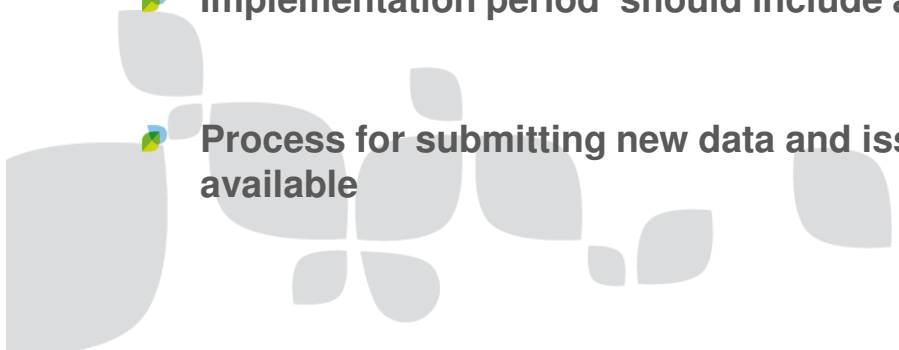 Implementation period should include a
Process for submitting new data and iss
available